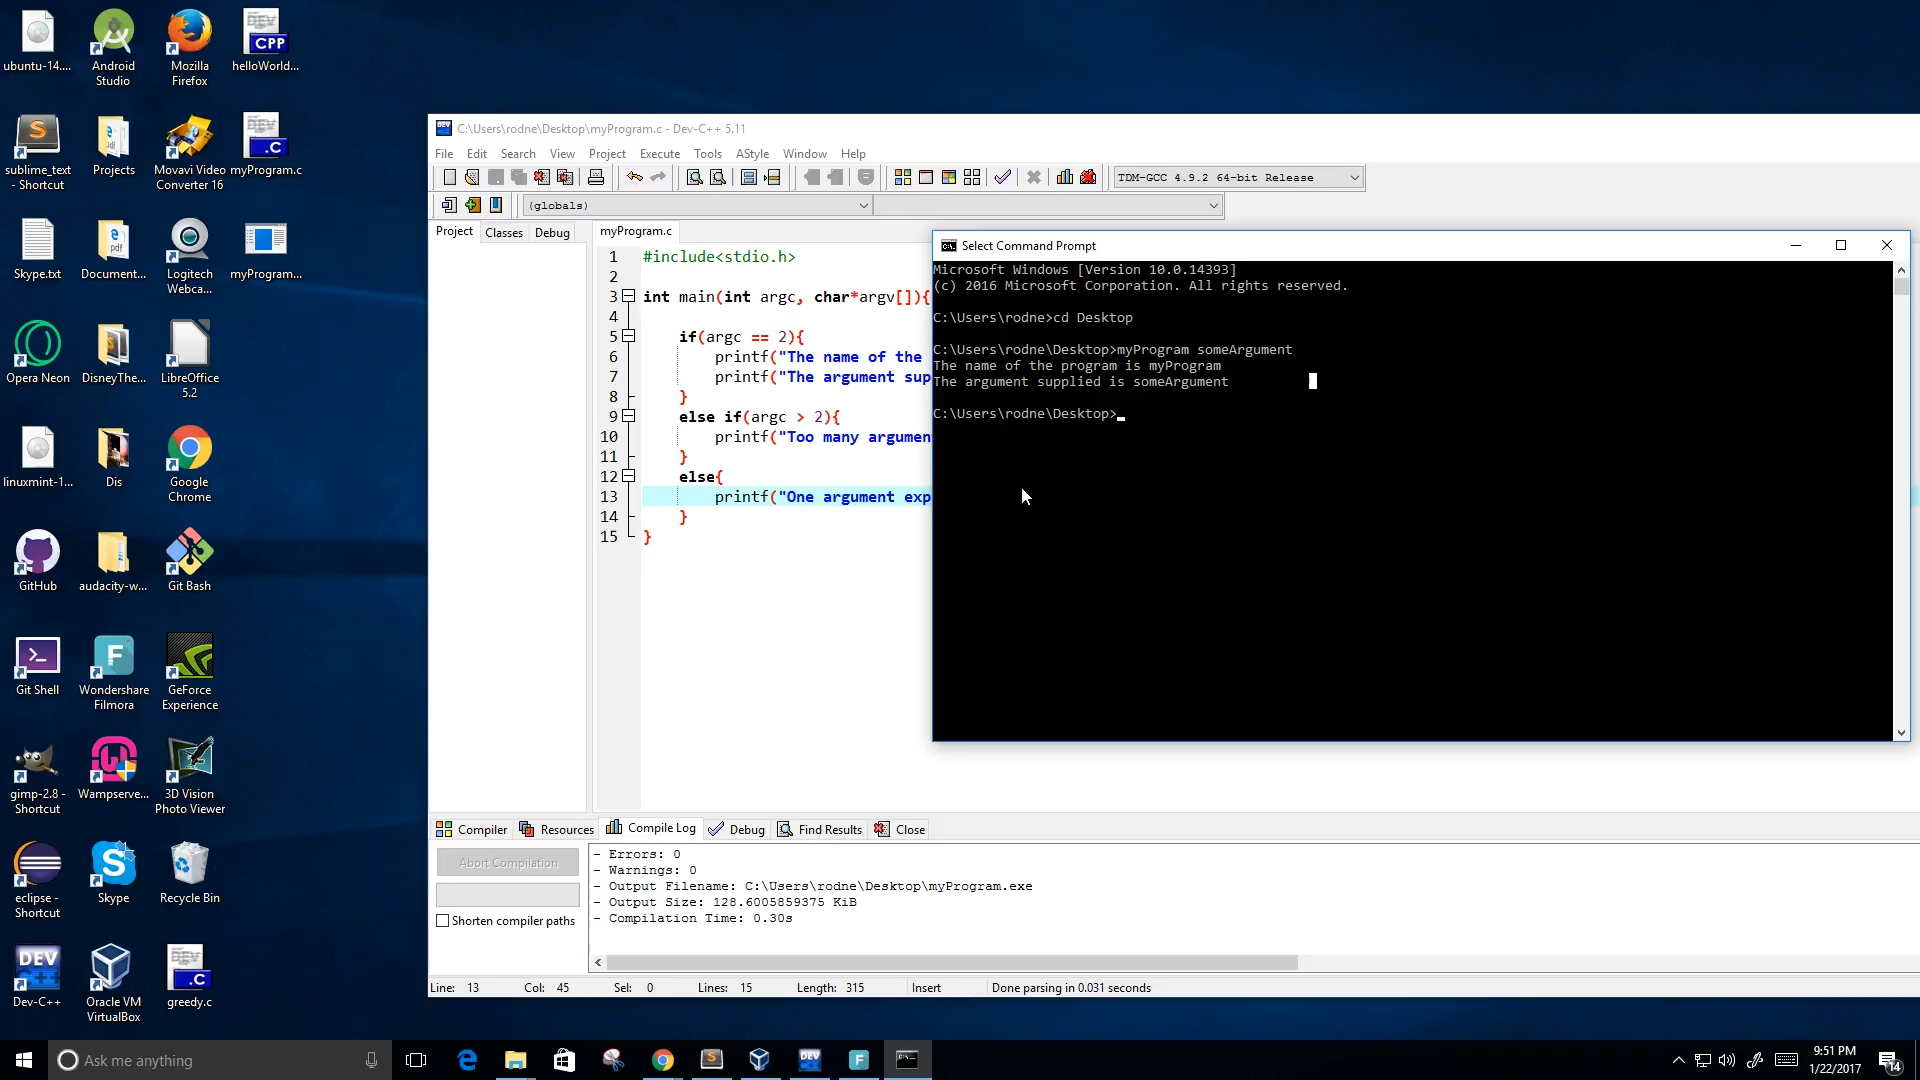 ubuntu-14....
Android
Studio
Mozilla
Firefox
CPP
helloWorld...
sublime_text
- Shortcut
Projects
Movavi Video
Converter 16
.C
myProgram.c
Skype.txt
Document...
Logitech
Webca...
myProgram...
Opera Neon
DisneyThe...
LibreOffice
5.2
linuxmint-1...
Dis
Google
Chrome
GitHub
audacity-w...
Git Bash
Git Shell
Wondershare
Filmora
GeForce
Experience
gimp-2.8 -
Shortcut
Wampserve...
3D Vision
Photo Viewer
eclipse -
Shortcut
Skype
Recycle Bin
DEV
Dev-C++
Oracle VM
VirtualBox
.C
greedy.c
C:\Users\rodne\Desktop\myProgram.c - Dev-C++ 5.11
File Edit Search View Project Execute Tools AStyle Window Help
TDM-GCC 4.9.2 64-bit Release
(globals)
Project Classes Debug
myProgram.c
1 #include<stdio.h>
2
3 int main(int argc, char*argv[]){
4
5 if(argc == 2){
6 printf("The name of the
7 printf("The argument sup
8 }
9 else if(argc > 2){
10 printf("Too many argumen
11 }
12 else{
13 printf("One argument exp
14 }
15 }
Select Command Prompt
Microsoft Windows [Version 10.0.14393]
(c) 2016 Microsoft Corporation. All rights reserved.
C:\Users\rodne>cd Desktop
C:\Users\rodne\Desktop>myProgram someArgument
The name of the program is myProgram
The argument supplied is someArgument
C:\Users\rodne\Desktop>_
Compiler Resources Compile Log Debug Find Results Close
Abort Compilation
Shorten compiler paths
- Errors: 0
- Warnings: 0
- Output Filename: C:\Users\rodne\Desktop\myProgram.exe
- Output Size: 128.6005859375 KiB
- Compilation Time: 0.30s
Line: 13 Col: 45 Sel: 0 Lines: 15 Length: 315 Insert Done parsing in 0.031 seconds
Ask me anything
DEV
9:51 PM
1/22/2017
14